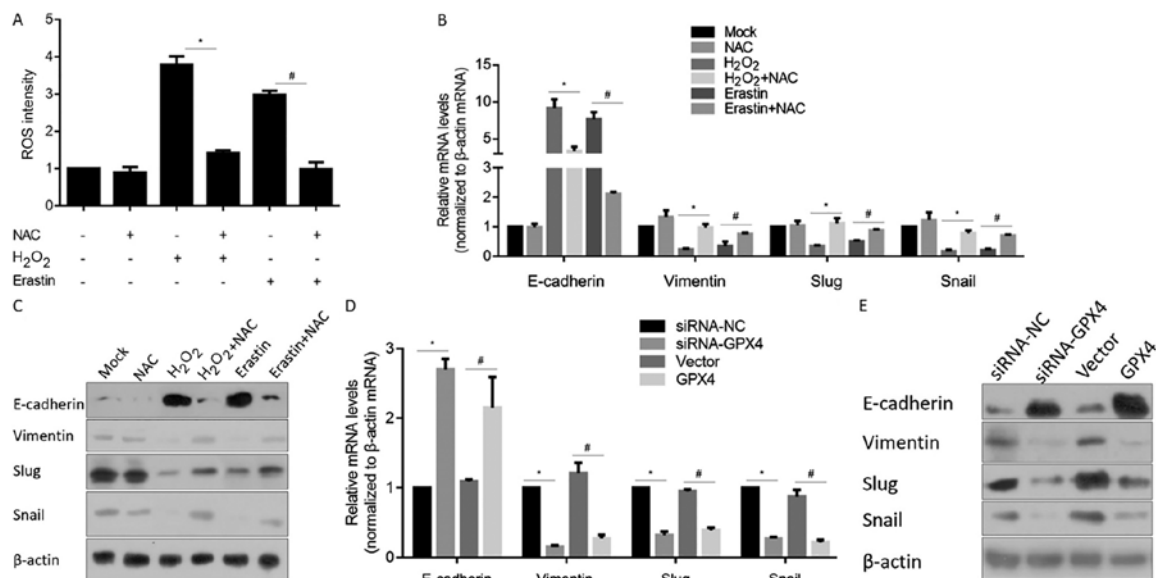 A
ROS intensity
5
4
3
2
1
0
*
#
NAC - + - + - +
H₂O₂ - - + + - -
Erastin - - - - + +
B
Mock
NAC
H₂O₂
H₂O₂+NAC
Erastin
Erastin+NAC
Relative mRNA levels
(normalized to β-actin mRNA)
15
10
5
3
2
1
0
* #
* #
* #
* #
E-cadherin Vimentin Slug Snail
C
Mock NAC H₂O₂ H₂O₂+NAC Erastin Erastin+NAC
E-cadherin
Vimentin
Slug
Snail
β-actin
D
siRNA-NC
siRNA-GPX4
Vector
GPX4
Relative mRNA levels
(normalized to β-actin mRNA)
3
2
1
0
* #
* #
* #
* #
E-cadherin Vimentin Slug Snail
E
siRNA-NC siRNA-GPX4 Vector GPX4
E-cadherin
Vimentin
Slug
Snail
β-actin